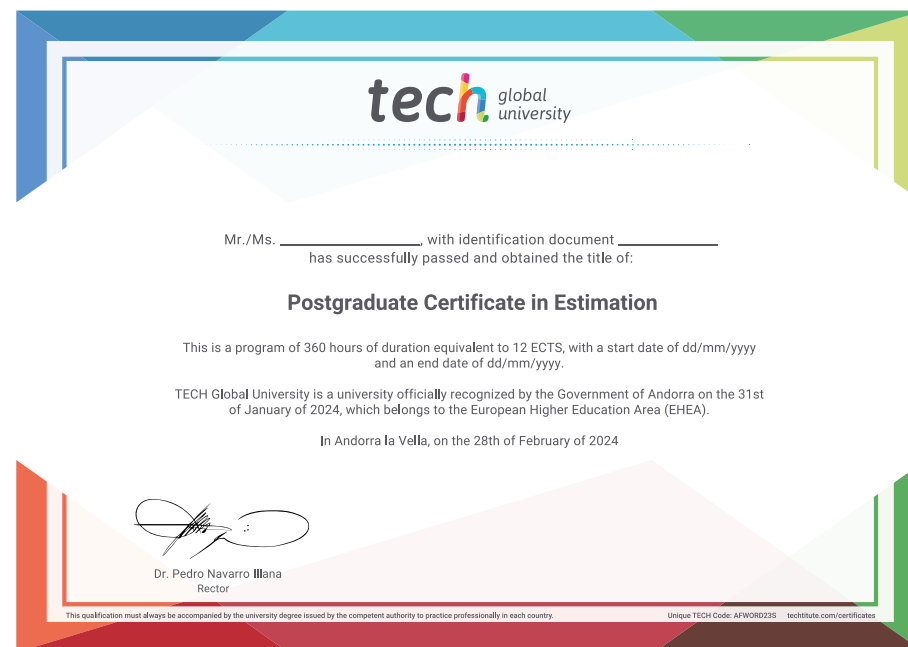 tech global university
Mr./Ms. ____________, with identification document ____________
has successfully passed and obtained the title of:
Postgraduate Certificate in Estimation
This is a program of 360 hours of duration equivalent to 12 ECTS, with a start date of dd/mm/yyyy
and an end date of dd/mm/yyyy.
TECH Global University is a university officially recognized by the Government of Andorra on the 31st
of January of 2024, which belongs to the European Higher Education Area (EHEA).
In Andorra la Vella, on the 28th of February of 2024
Dr. Pedro Navarro Illana
Rector
This qualification must always be accompanied by the university degree issued by the competent authority to practice professionally in each country.
Unique TECH Code: AFWORD23S techtitute.com/certificates